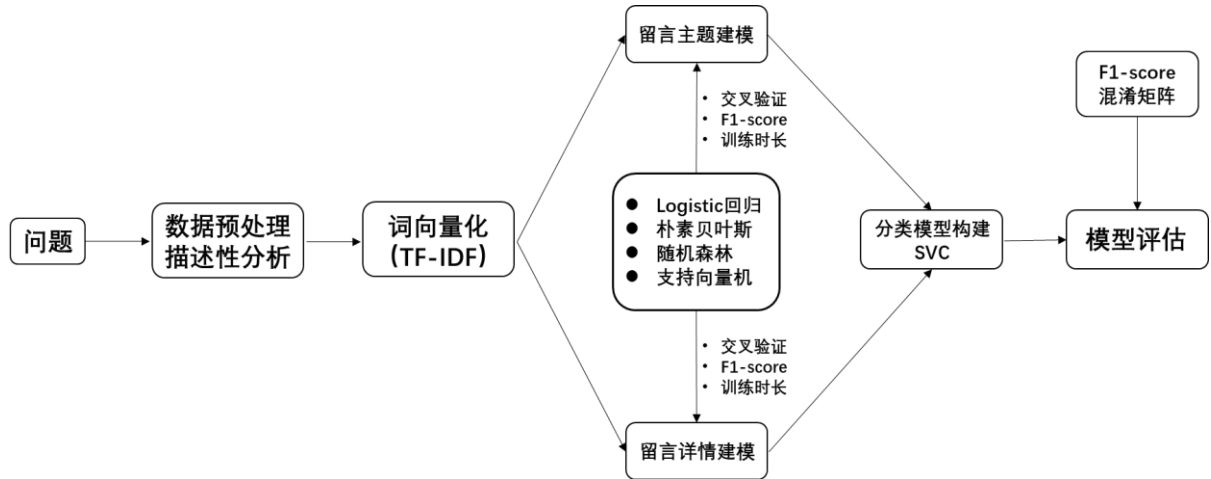 问题
数据预处理
描述性分析
词向量化
(TF-IDF)
留言主题建模
• 交叉验证
• F1-score
• 训练时长
● Logistic回归
● 朴素贝叶斯
● 随机森林
● 支持向量机
• 交叉验证
• F1-score
• 训练时长
留言详情建模
分类模型构建
SVC
F1-score
混淆矩阵
模型评估